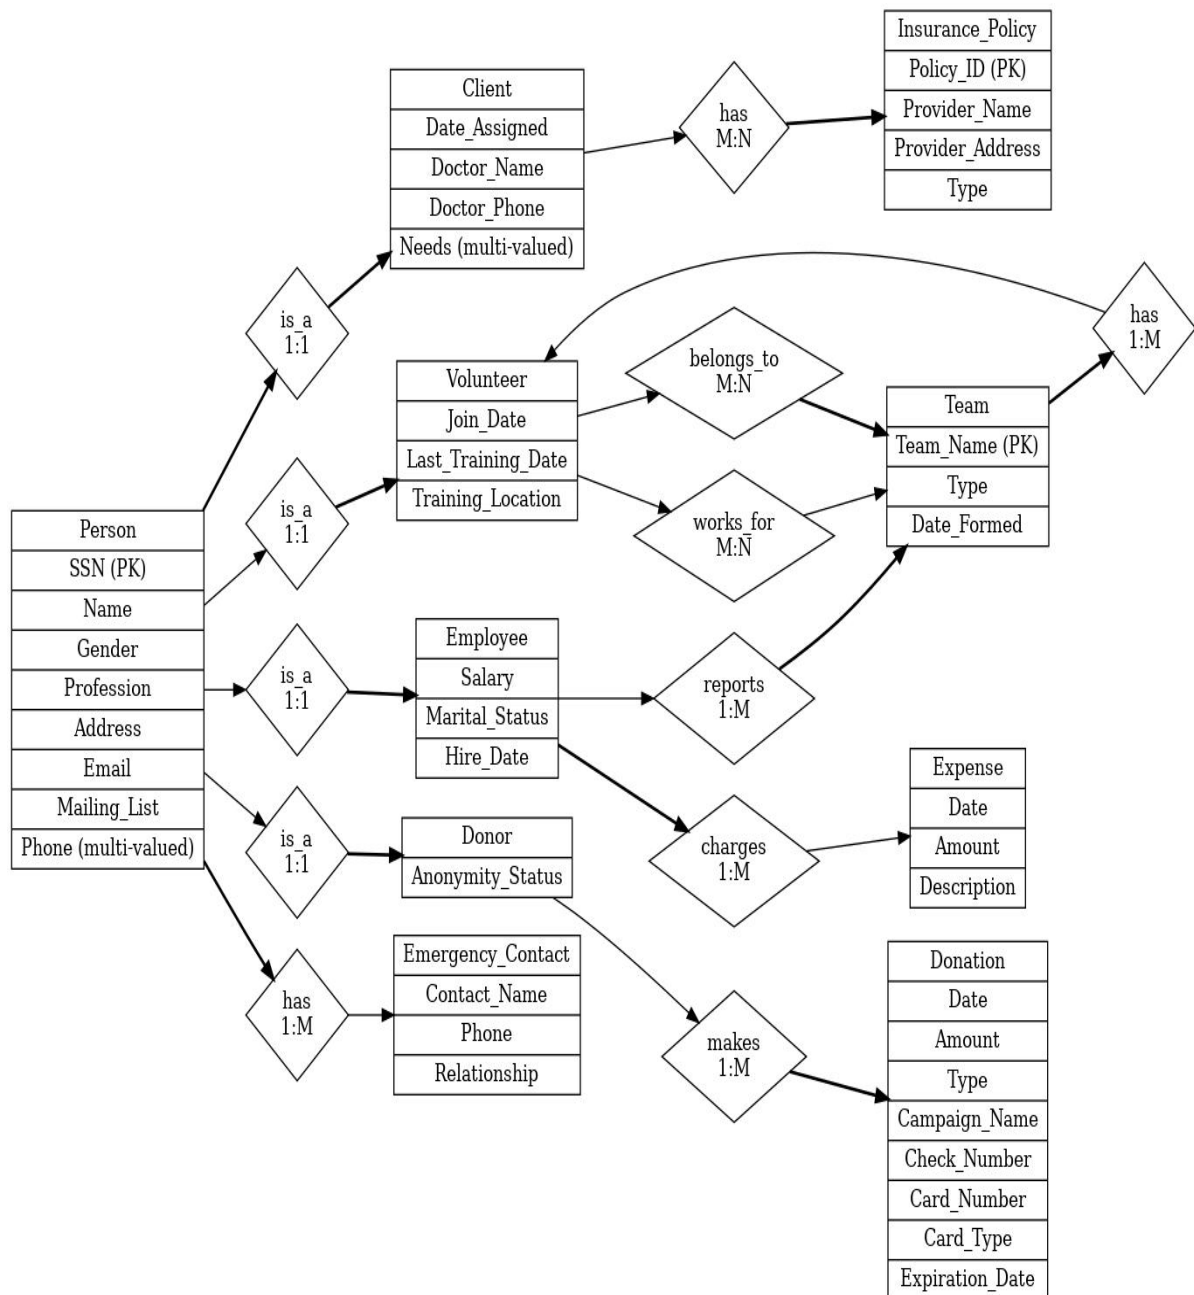 Insurance_Policy
Policy_ID (PK)
Provider_Name
Provider_Address
Type
Client
Date_Assigned
Doctor_Name
Doctor_Phone
Needs (multi-valued)
has
M:N
is_a
1:1
has
1:M
belongs_to
M:N
Volunteer
Join_Date
Last_Training_Date
Training_Location
Team
Team_Name (PK)
Type
Date_Formed
is_a
1:1
works_for
M:N
Person
SSN (PK)
Name
Gender
Profession
Address
Email
Mailing_List
Phone (multi-valued)
is_a
1:1
Employee
Salary
Marital_Status
Hire_Date
reports
1:M
Expense
Date
Amount
Description
is_a
1:1
Donor
Anonymity_Status
charges
1:M
has
1:M
Emergency_Contact
Contact_Name
Phone
Relationship
makes
1:M
Donation
Date
Amount
Type
Campaign_Name
Check_Number
Card_Number
Card_Type
Expiration_Date